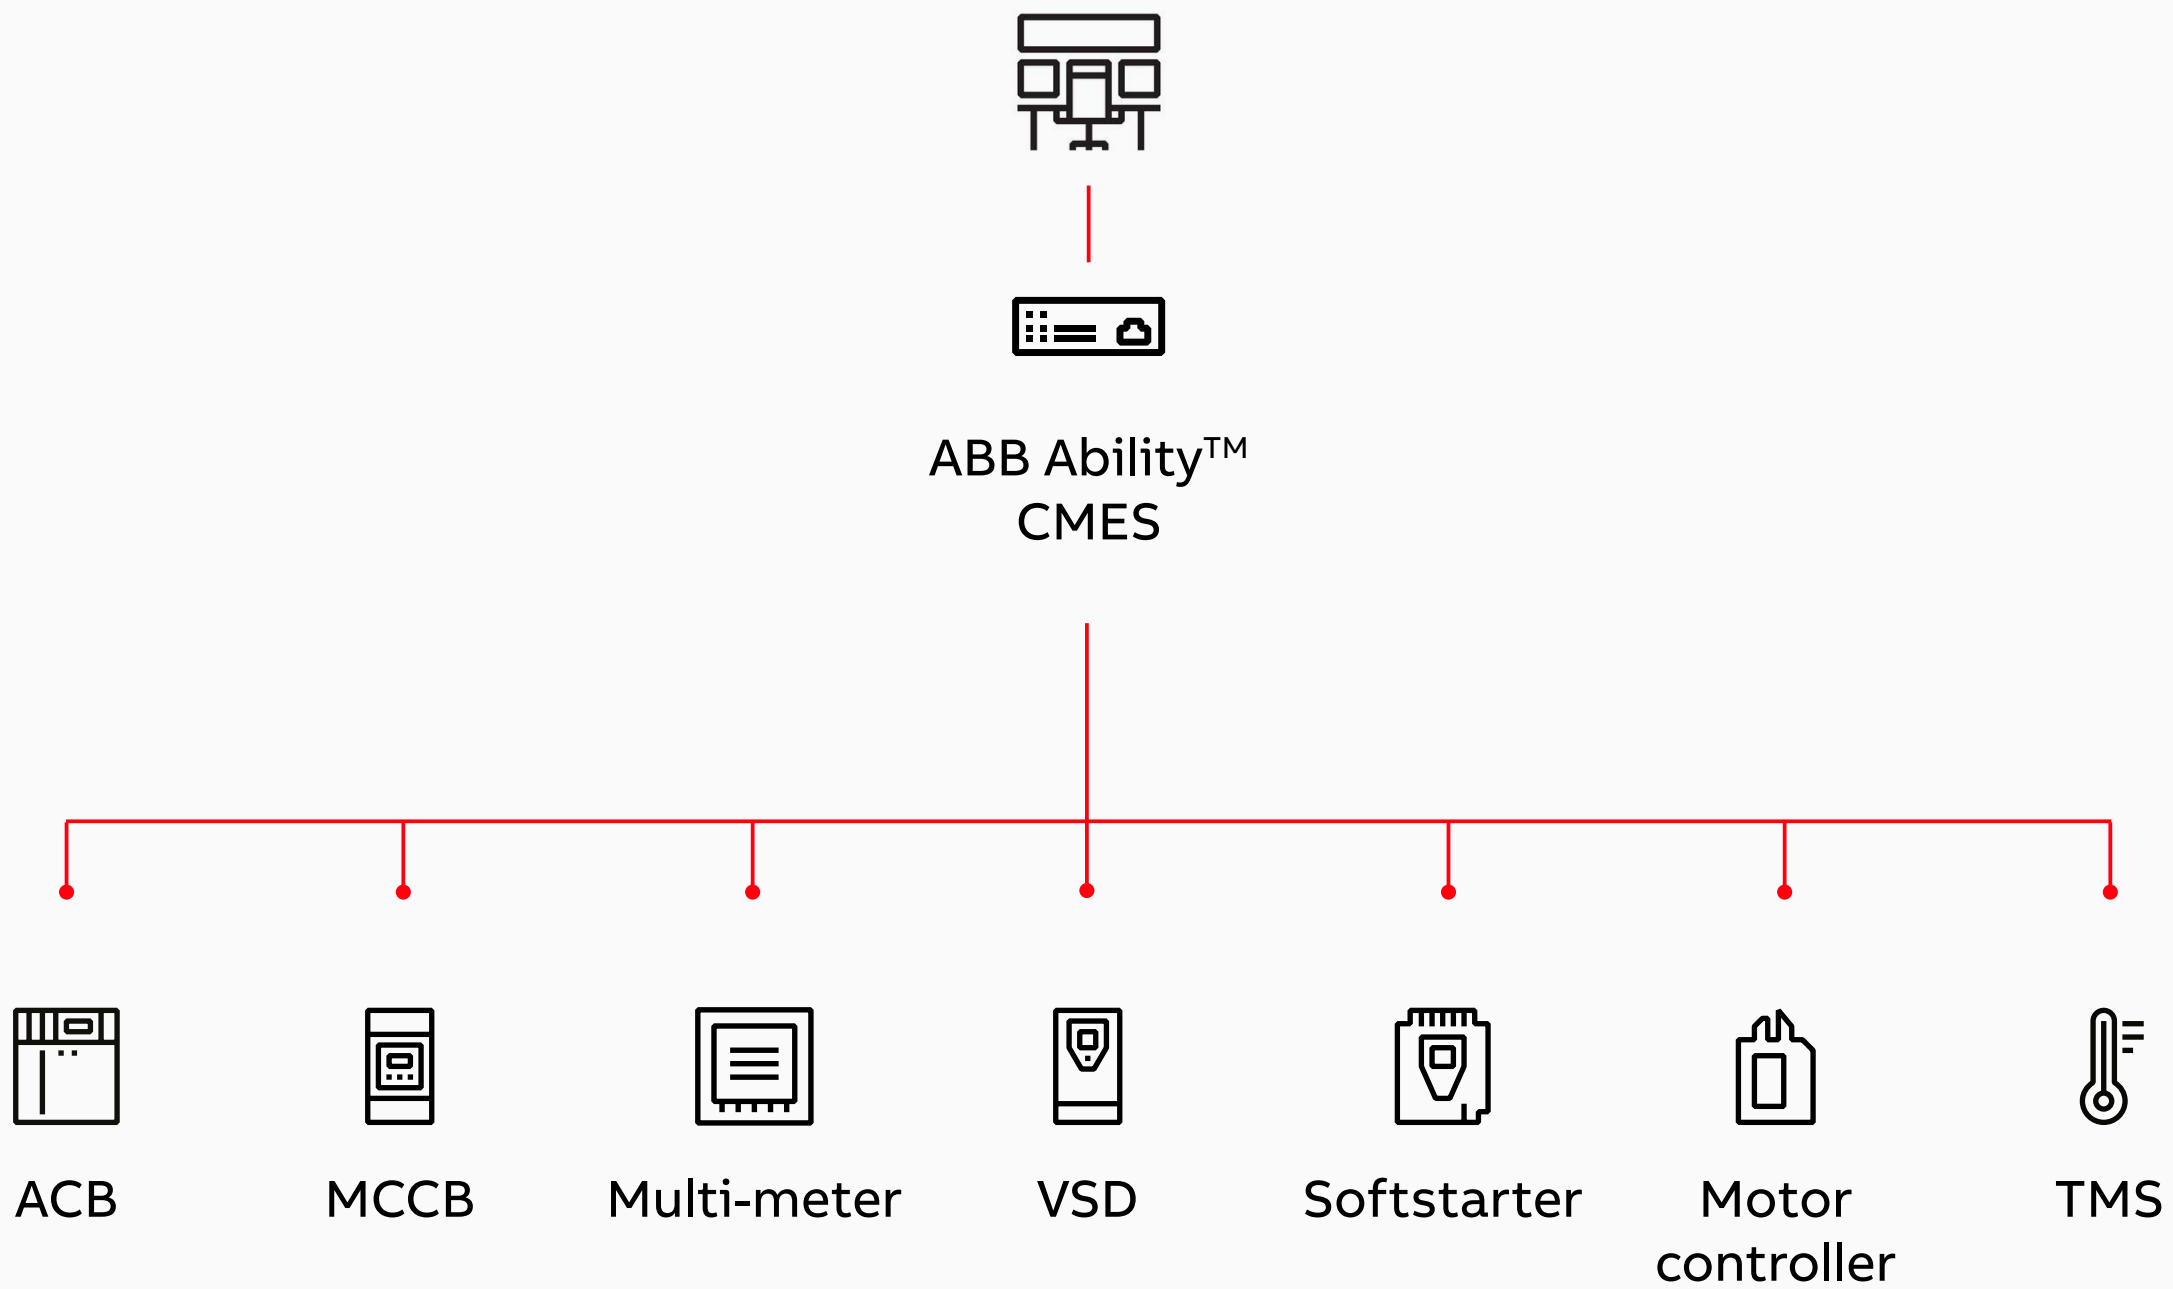 ABB Ability™
CMES
ACB
MCCB
Multi-meter
VSD
Softstarter
Motor
controller
TMS